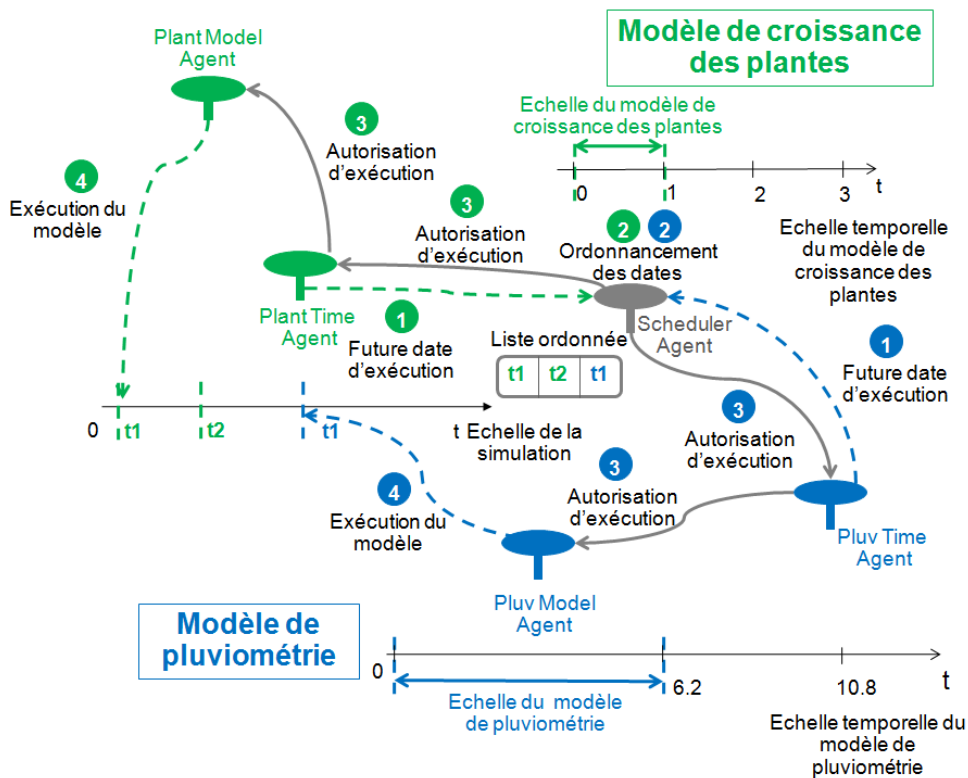 Plant Model
Agent
Modèle de croissance
des plantes
Echelle du modèle de
croissance des plantes
3
Autorisation
d'exécution
0
1
2
3
t
4
Exécution du
modèle
3
Autorisation
d'exécution
2
2
Ordonnancement
des dates
Echelle temporelle
du modèle de
croissance des
plantes
Plant Time
Agent
1
Future date
d'exécution
Scheduler
Agent
Liste ordonnée
t1
t2
t1
1
Future date
d'exécution
0
t1
t2
t1
t Echelle de la
simulation
3
Autorisation
d'exécution
3
Autorisation
d'exécution
4
Exécution du
modèle
Pluv Time
Agent
Pluv Model
Agent
Modèle de
pluviométrie
0
6.2
10.8
t
Echelle du modèle
de pluviométrie
Echelle temporelle du
modèle de
pluviométrie